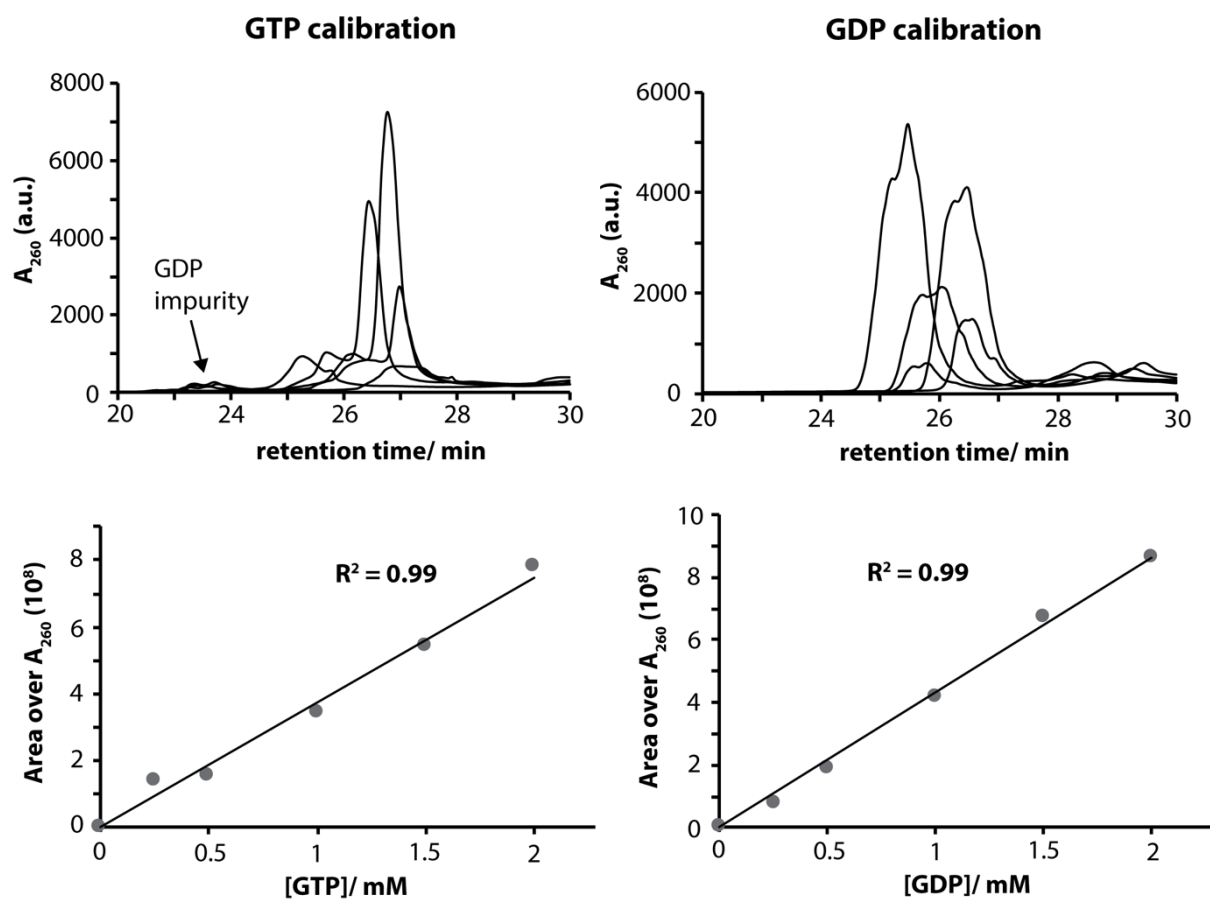 GTP calibration
GDP calibration
8000
6000
4000
2000
0
A260 (a.u.)
GDP
impurity
20 24 26 28 30
retention time/ min
6000
4000
2000
0
A260 (a.u.)
20 24 26 28 30
retention time/ min
8
6
4
2
0
Area over A260 (10⁸)
R² = 0.99
0 0.5 1 1.5 2
[GTP]/ mM
10
8
6
4
2
0
Area over A260 (10⁸)
R² = 0.99
0 0.5 1 1.5 2
[GDP]/ mM